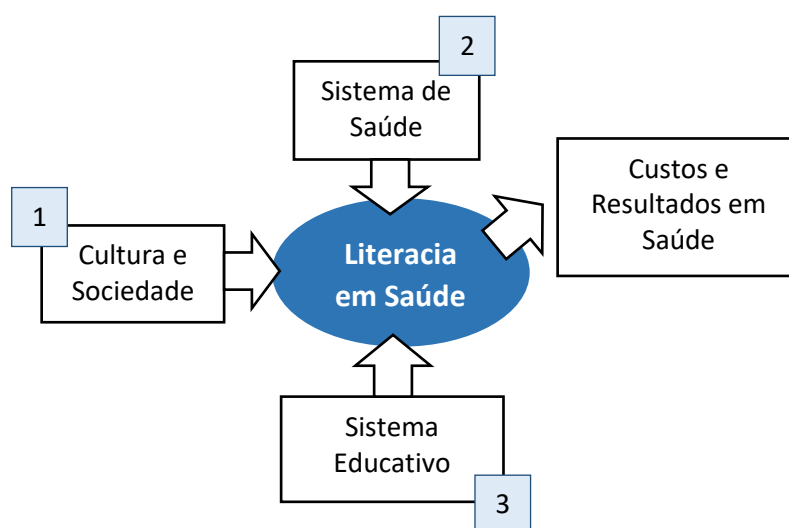 2
Sistema de
Saúde
Custos e
Resultados em
Saúde
1
Cultura e
Sociedade
Literacia
em Saúde
Sistema
Educativo
3